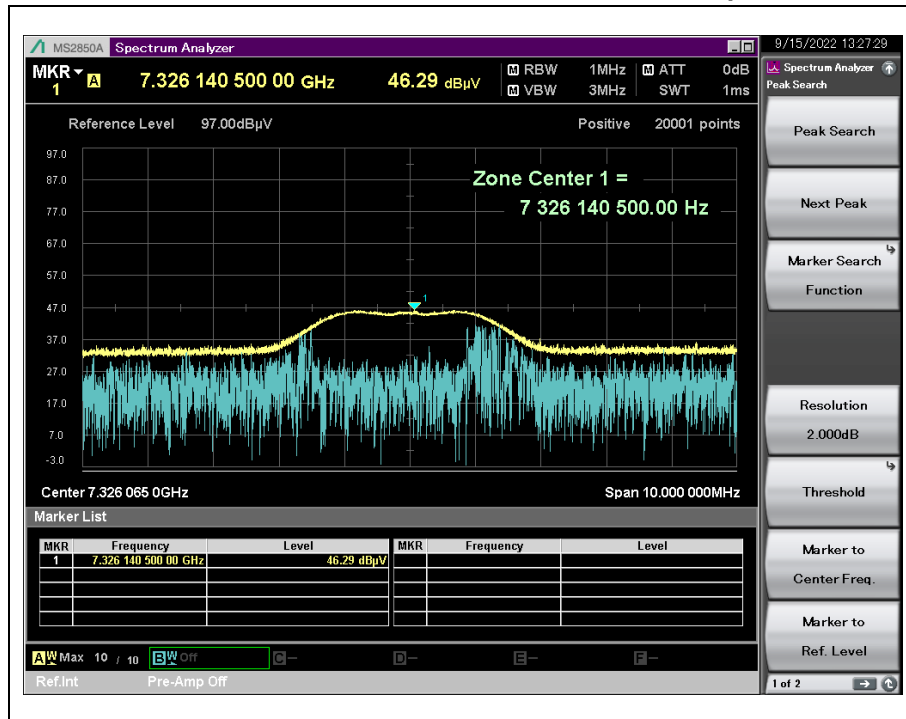 MS2850A Spectrum Analyzer
9/15/2022 13:27:29
MKR 1 A 7.326 140 500 00 GHz 46.29 dBµV
M RBW 1MHz M ATT 0dB
M VBW 3MHz SWT 1ms
Reference Level 97.00dBµV Positive 20001 points
97.0
87.0
77.0
67.0
57.0
47.0
37.0
27.0
17.0
7.0
-3.0
Zone Center 1 =
7 326 140 500.00 Hz
1
Center 7.326 065 0GHz Span 10.000 000MHz
Marker List
MKR Frequency Level MKR Frequency Level
1 7.326 140 500 00 GHz 46.29 dBµV
A W Max 10 / 10 B W Off C – D – E – F –
Ref.Int Pre-Amp Off
Spectrum Analyzer
Peak Search
Peak Search
Next Peak
Marker Search
Function
Resolution
2.000dB
Threshold
Marker to
Center Freq.
Marker to
Ref. Level
1 of 2